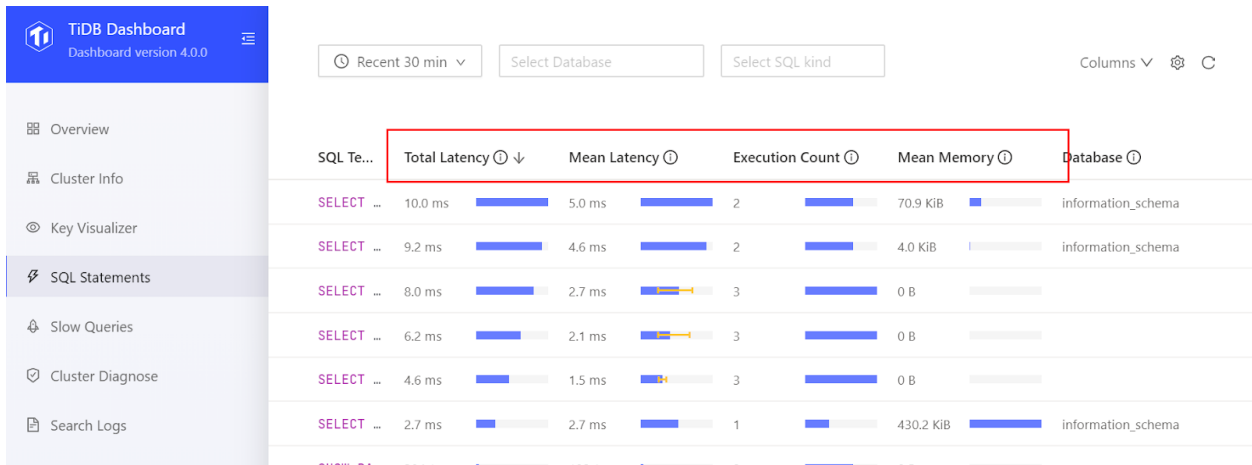 TiDB Dashboard
Dashboard version 4.0.0
Recent 30 min Select Database Select SQL kind Columns
Overview
Cluster Info
Key Visualizer
SQL Statements
Slow Queries
Cluster Diagnose
Search Logs
SQL Te... Total Latency Mean Latency Execution Count Mean Memory Database
SELECT … 10.0 ms 5.0 ms 2 70.9 KiB information_schema
SELECT … 9.2 ms 4.6 ms 2 4.0 KiB information_schema
SELECT … 8.0 ms 2.7 ms 3 0 B
SELECT … 6.2 ms 2.1 ms 3 0 B
SELECT … 4.6 ms 1.5 ms 3 0 B
SELECT … 2.7 ms 2.7 ms 1 430.2 KiB information_schema